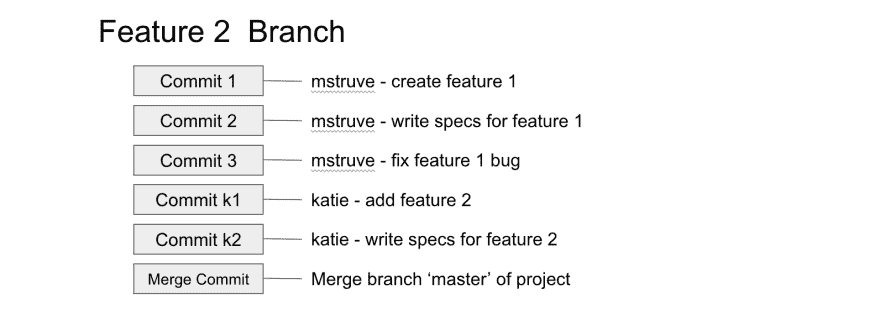 Feature 2 Branch
Commit 1 mstruve - create feature 1
Commit 2 mstruve - write specs for feature 1
Commit 3 mstruve - fix feature 1 bug
Commit k1 katie - add feature 2
Commit k2 katie - write specs for feature 2
Merge Commit Merge branch ‘master’ of project